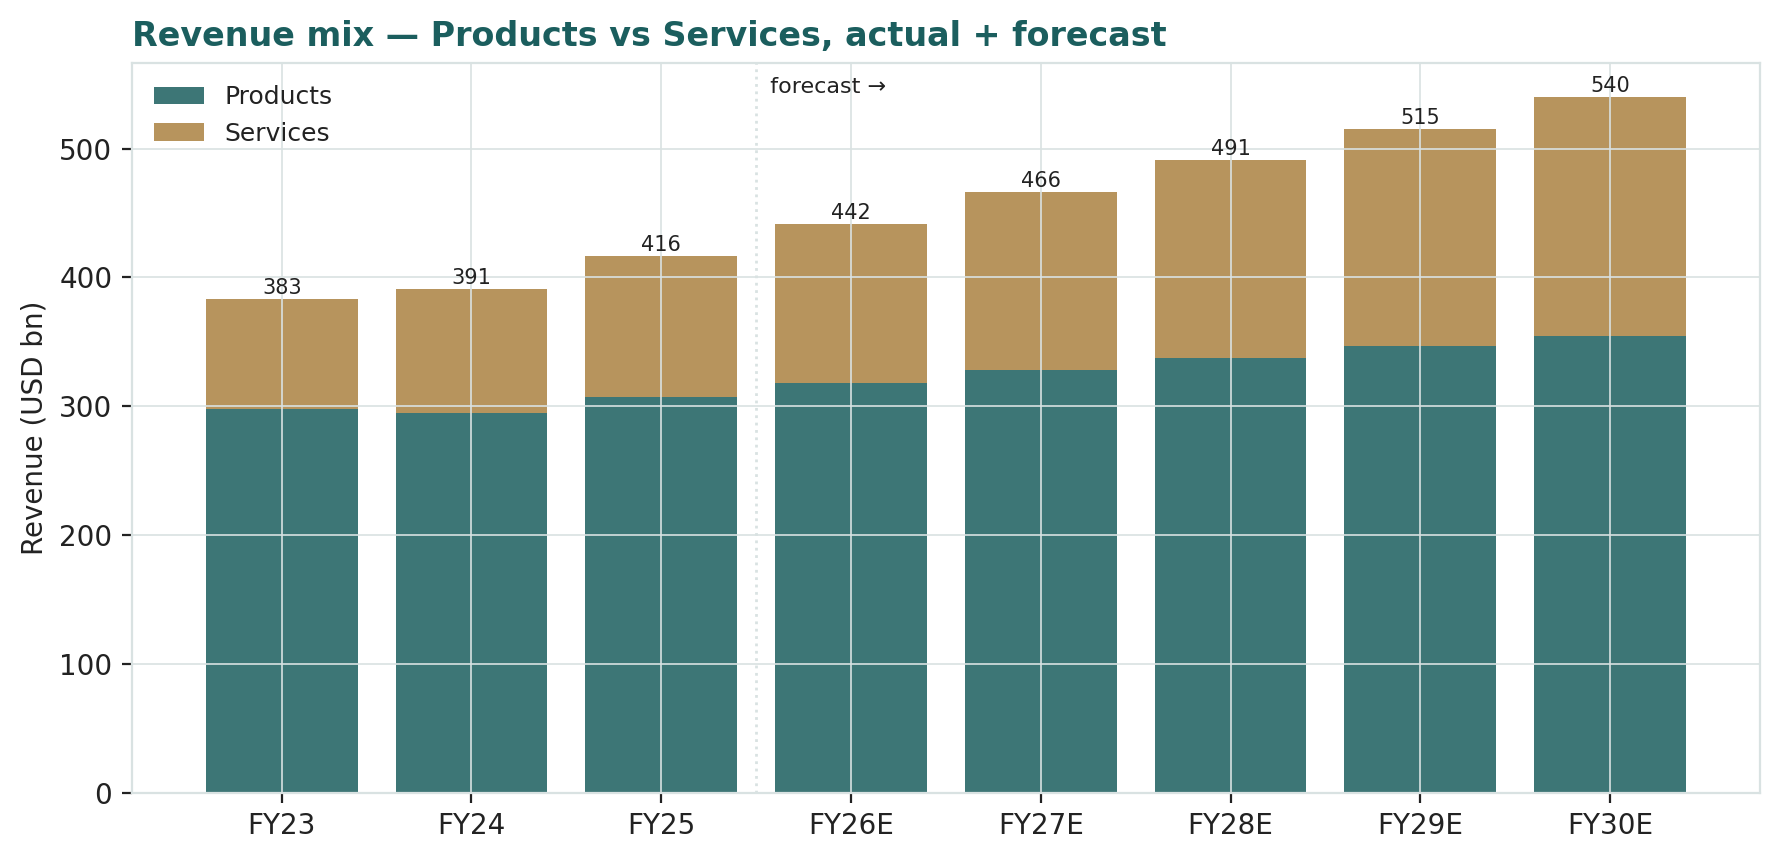 Revenue mix — Products vs Services, actual + forecast
Products
Services
forecast →
383
391
416
442
466
491
515
540
Revenue (USD bn)
500
400
300
200
100
0
FY23
FY24
FY25
FY26E
FY27E
FY28E
FY29E
FY30E